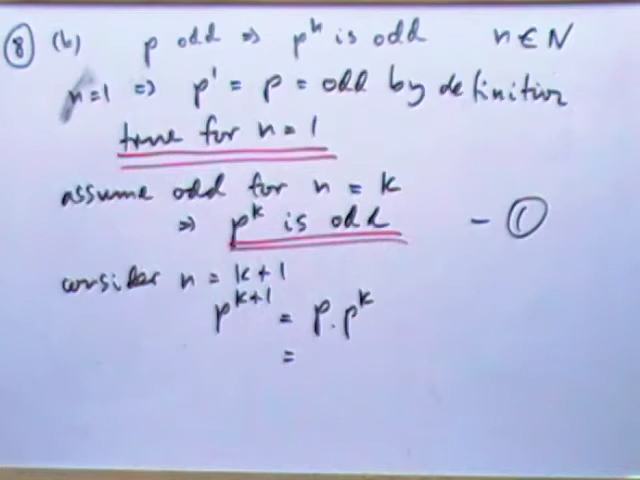 ⑧ (b) p odd ⇒ pⁿ is odd n ∈ N
n=1 ⇒ p¹ = p = odd by definition
true for n = 1
assume odd for n = k
⇒ pᵏ is odd — ①
consider n = k+1
pᵏ⁺¹ = p.pᵏ
=